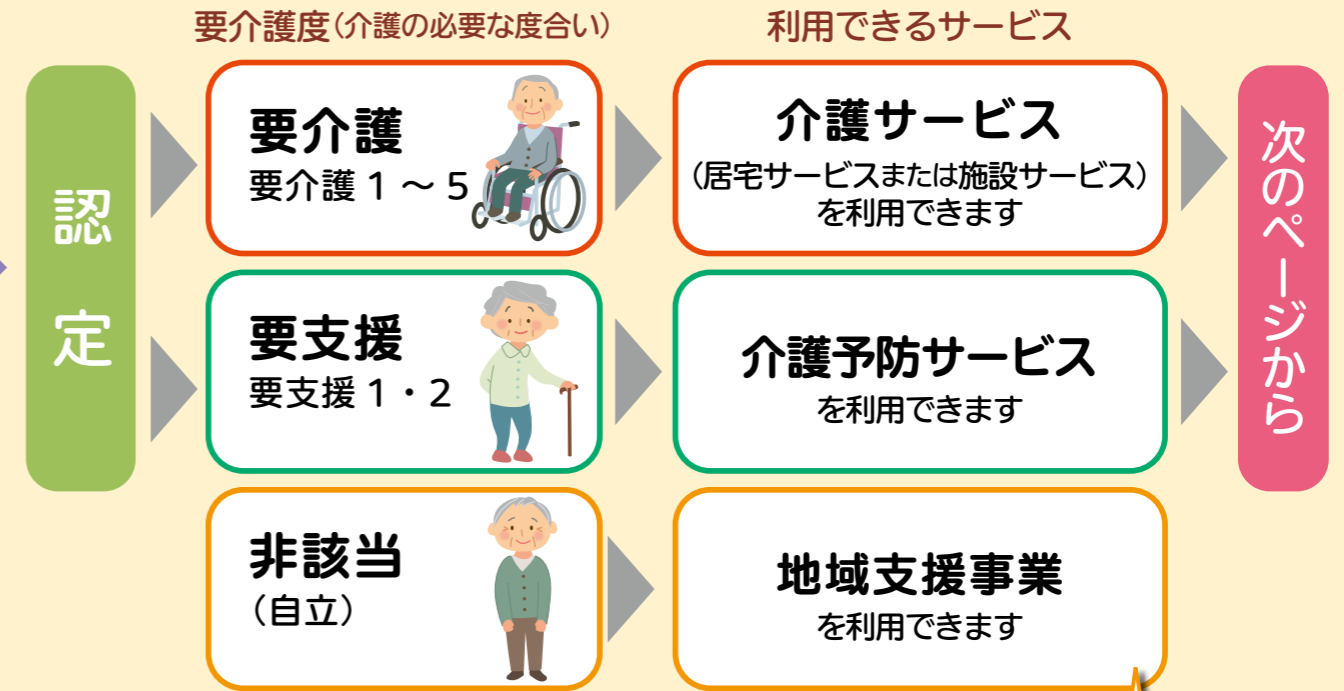 要介護度(介護の必要な度合い)
利用できるサービス
認定
要介護
要介護1〜5
介護サービス
(居宅サービスまたは施設サービス)
を利用できます
要支援
要支援1・2
介護予防サービス
を利用できます
非該当
(自立)
地域支援事業
を利用できます
次のページから